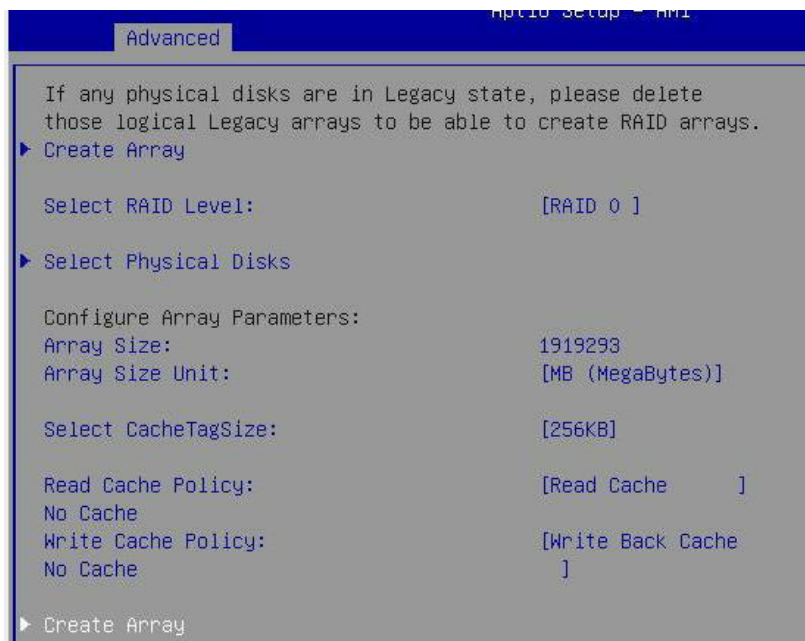 Aptio Setup - AMI
Advanced
If any physical disks are in Legacy state, please delete
those logical Legacy arrays to be able to create RAID arrays.
Create Array
Select RAID Level: [RAID 0 ]
Select Physical Disks
Configure Array Parameters:
Array Size: 1919293
Array Size Unit: [MB (MegaBytes)]
Select CacheTagSize: [256KB]
Read Cache Policy: [Read Cache ]
No Cache
Write Cache Policy: [Write Back Cache
No Cache ]
Create Array